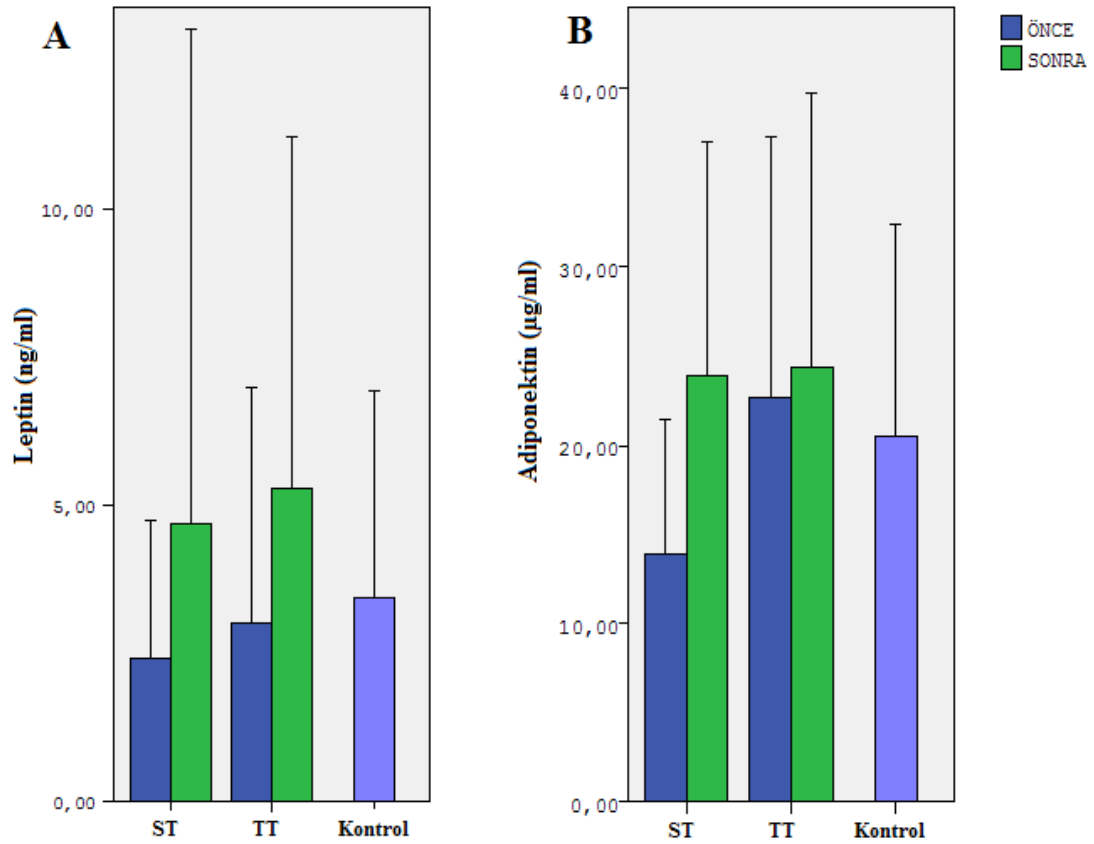 A
Leptin (ng/ml)
10,00
5,00
0,00
ST TT Kontrol
B
Adiponektin (µg/ml)
40,00
30,00
20,00
10,00
0,00
ST TT Kontrol
ÖNCE
SONRA